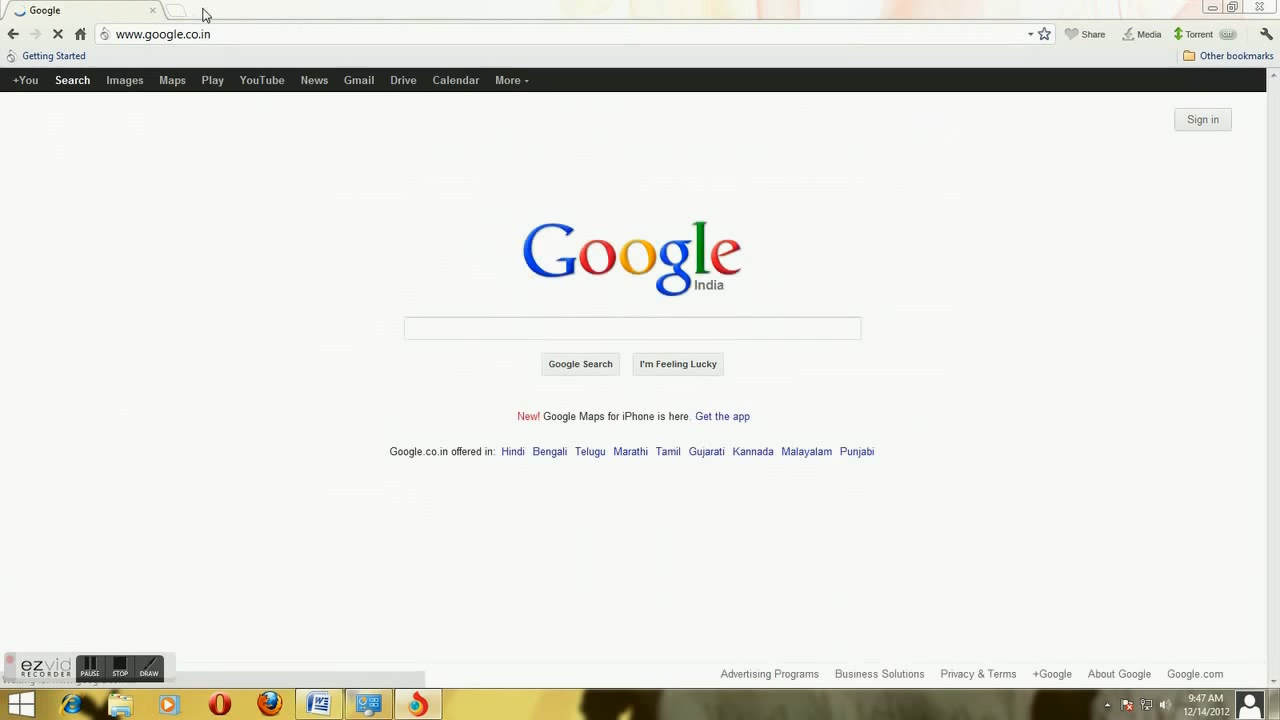 Google
www.google.co.in
Share
Media
Torrent
Getting Started
Other bookmarks
+You Search Images Maps Play YouTube News Gmail Drive Calendar More
Sign in
Google
India
Google Search I'm Feeling Lucky
New! Google Maps for iPhone is here. Get the app
Google.co.in offered in: Hindi Bengali Telugu Marathi Tamil Gujarati Kannada Malayalam Punjabi
ezvid
RECORDER
PAUSE STOP DRAW
Advertising Programs Business Solutions Privacy & Terms +Google About Google Google.com
9:47 AM
12/14/2012